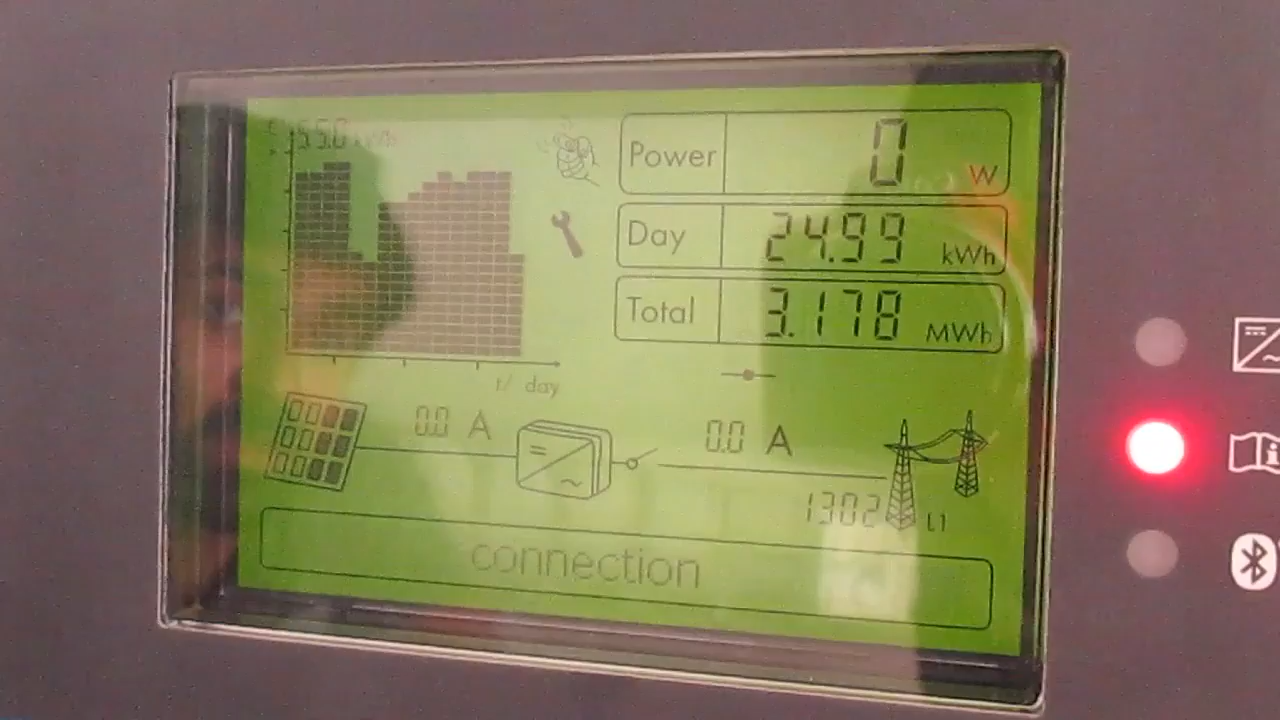 Power 0 W
Day 24.99 kWh
Total 3.178 MWh
t/ day
0.0 A
0.0 A
1302 L1
connection